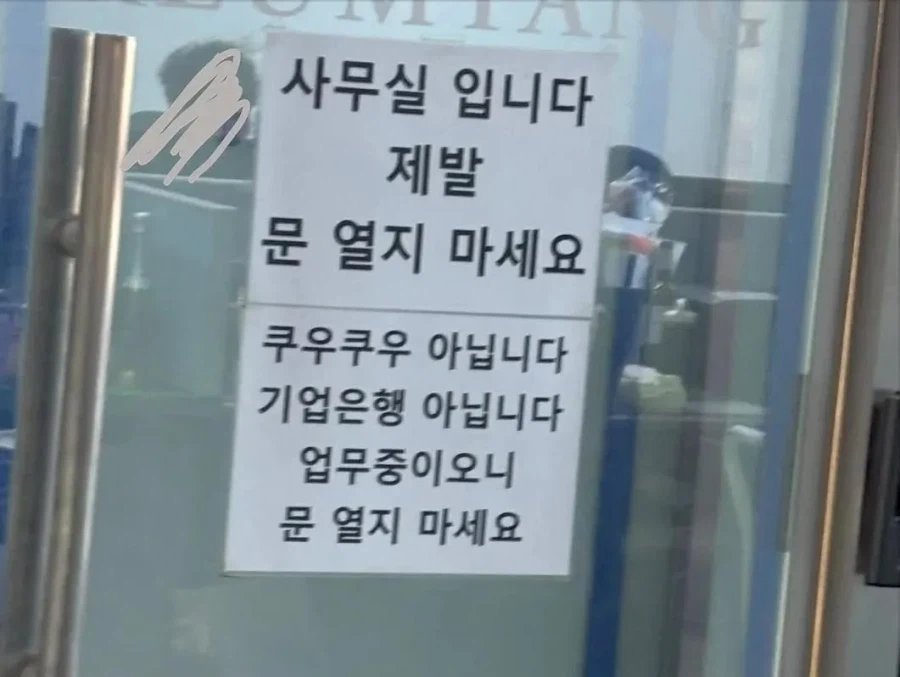 KEUMYANG
사무실 입니다
제발
문 열지 마세요
쿠우쿠우 아닙니다
기업은행 아닙니다
업무중이오니
문 열지 마세요